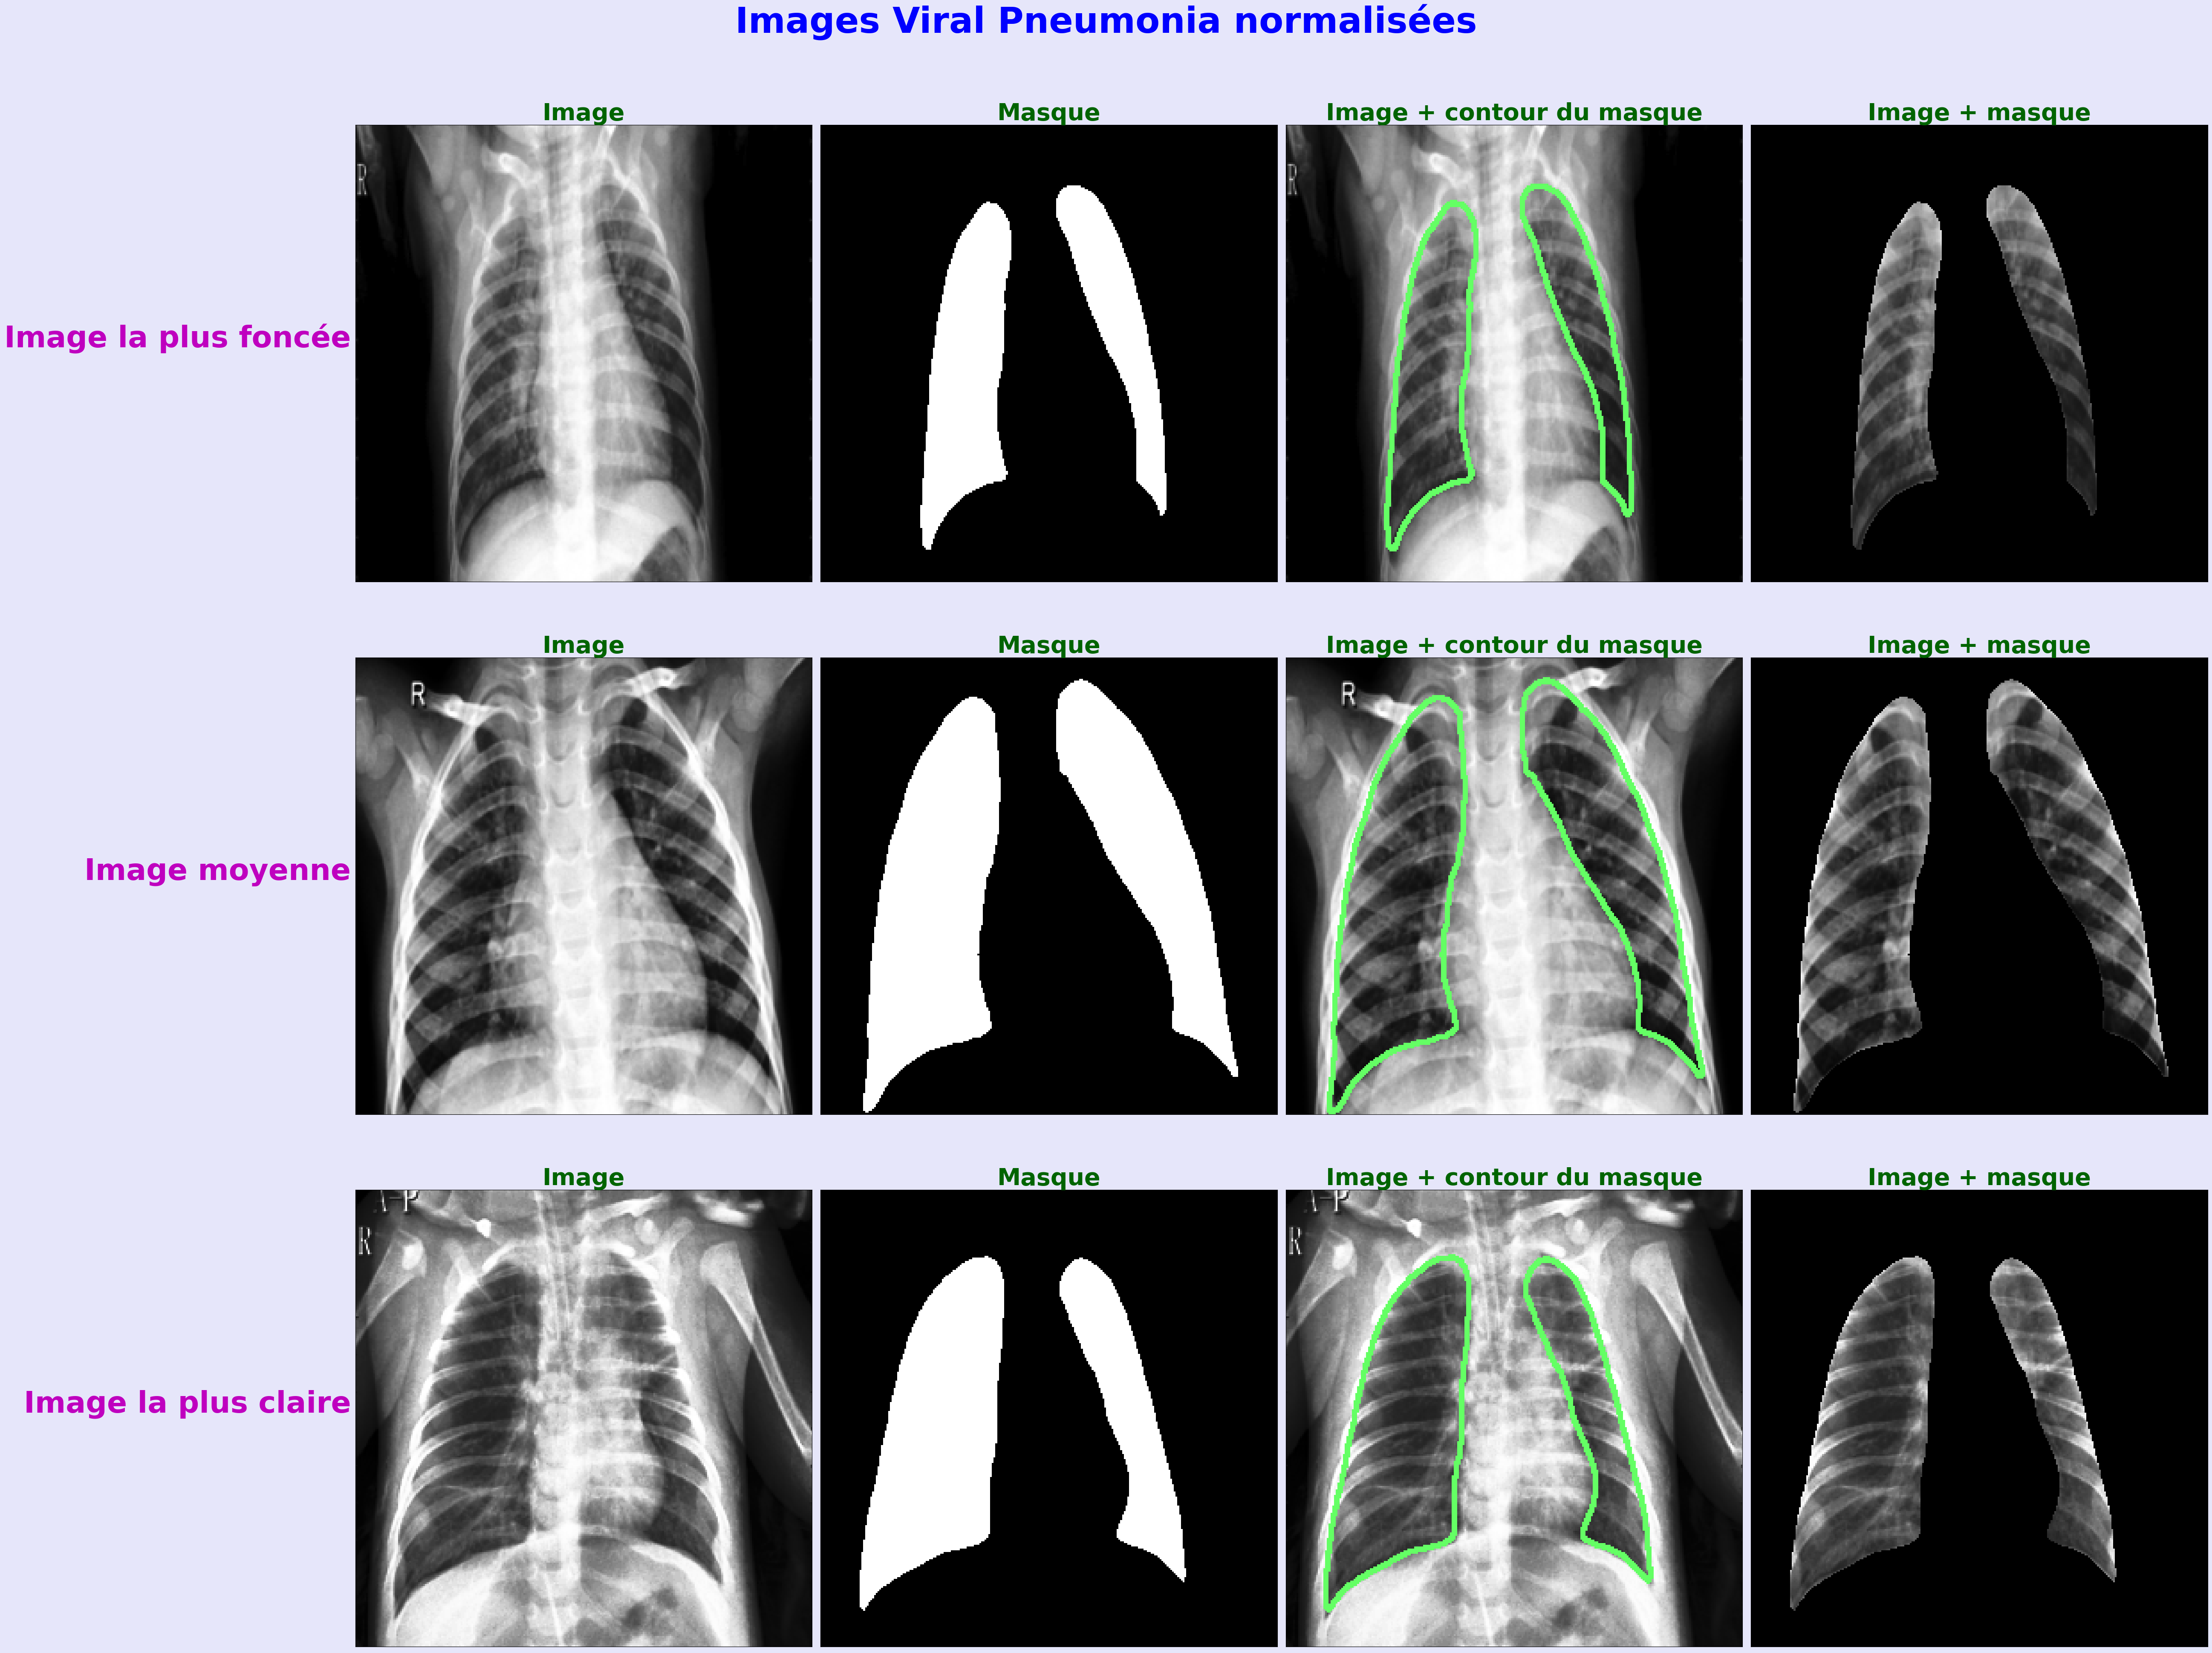 Images Viral Pneumonia normalisées
Image Masque Image + contour du masque Image + masque
R R
Image la plus foncée
Image Masque Image + contour du masque Image + masque
R R
Image moyenne
Image Masque Image + contour du masque Image + masque
A-P A-P
R R
Image la plus claire